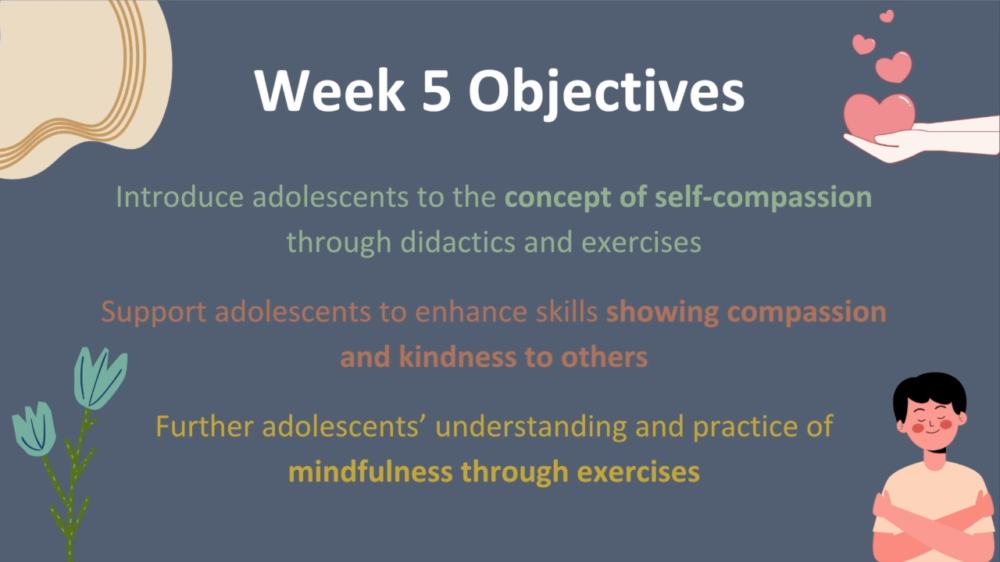 Week 5 Objectives
Introduce adolescents to the concept of self-compassion
through didactics and exercises
Support adolescents to enhance skills showing compassion
and kindness to others
Further adolescents’ understanding and practice of
mindfulness through exercises